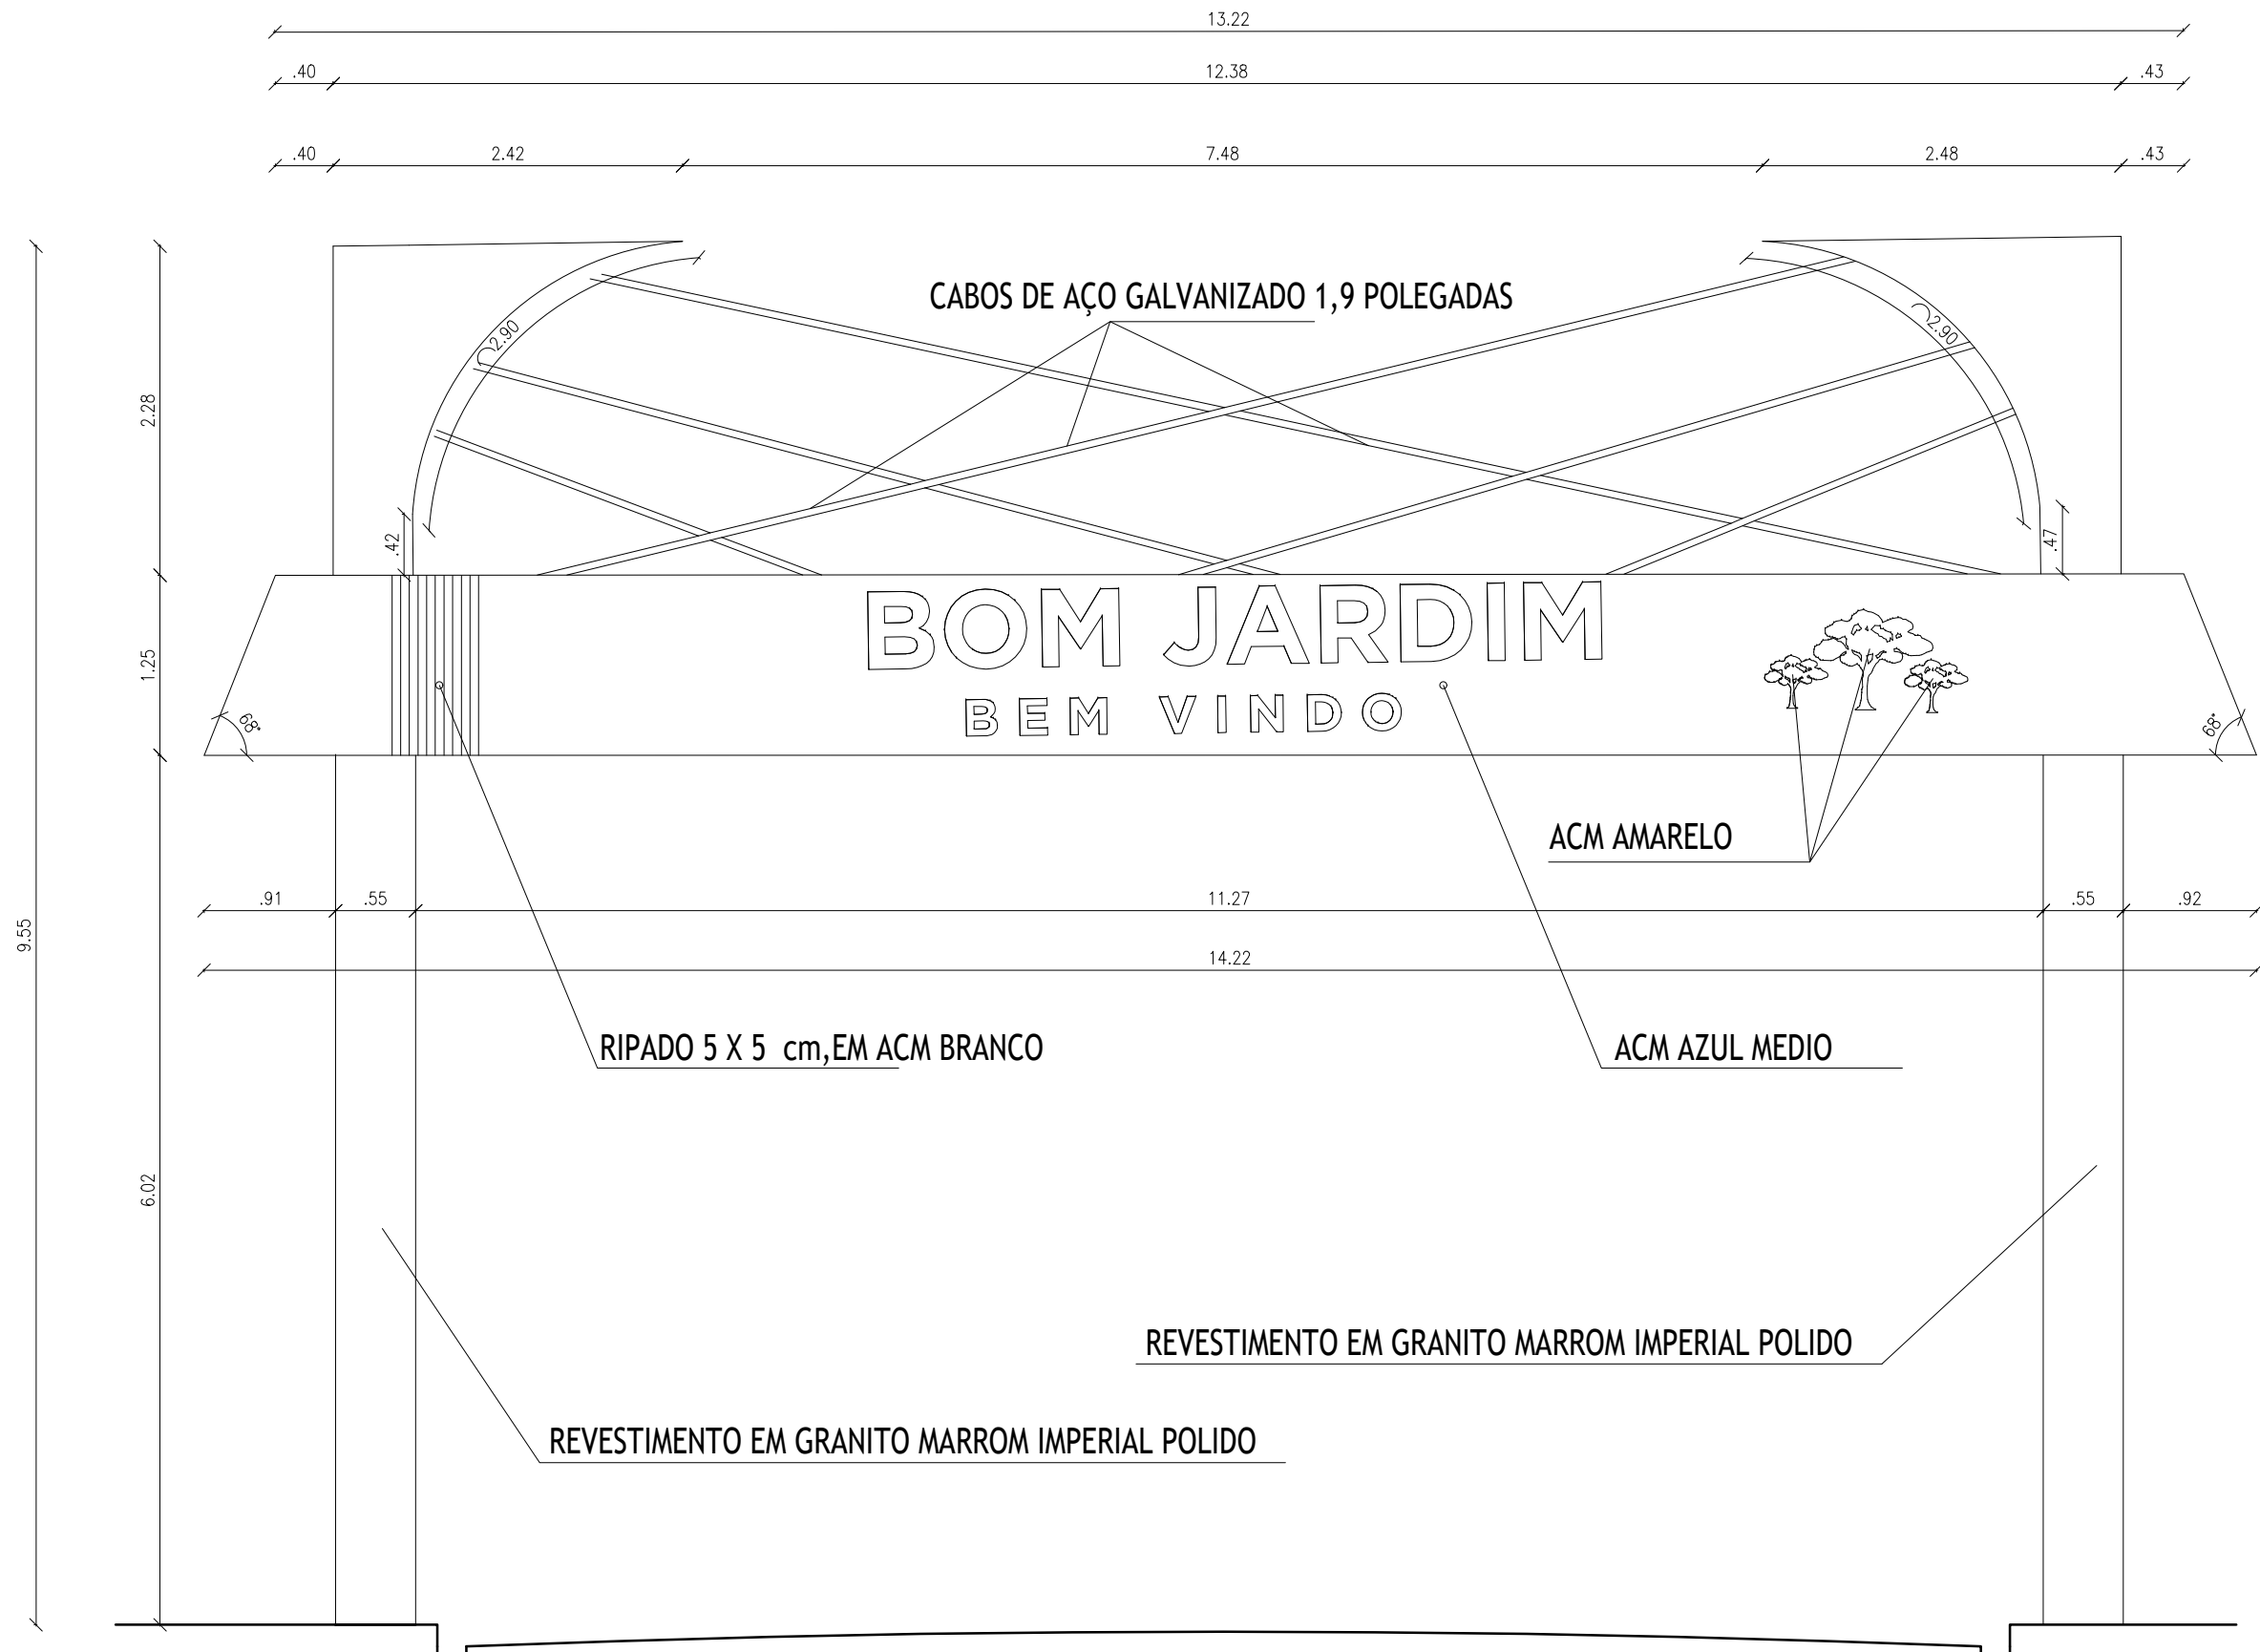 13.22
.40 12.38 .43
.40 2.42 7.48 2.48 .43
CABOS DE AÇO GALVANIZADO 1,9 POLEGADAS
2.90
2.90
2.28
.42
.47
BOM JARDIM
BEM VINDO
1.25
68°
68°
ACM AMARELO
.91 .55 11.27 .55 .92
9.55
14.22
RIPADO 5 X 5 cm,EM ACM BRANCO
ACM AZUL MEDIO
6.02
REVESTIMENTO EM GRANITO MARROM IMPERIAL POLIDO
REVESTIMENTO EM GRANITO MARROM IMPERIAL POLIDO